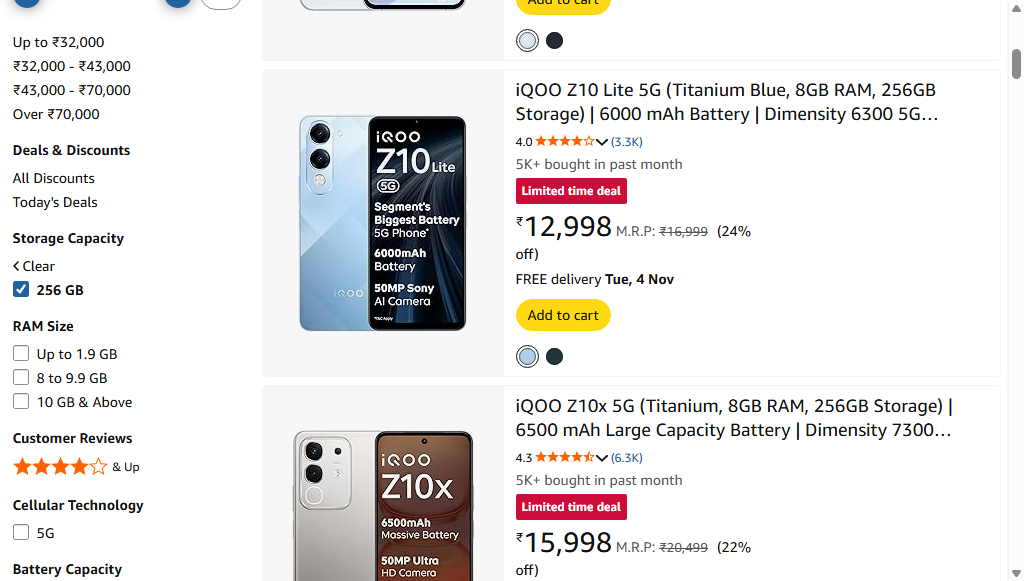 Up to ₹32,000
₹32,000 - ₹43,000
₹43,000 - ₹70,000
Over ₹70,000
Deals & Discounts
All Discounts
Today's Deals
Storage Capacity
Clear
256 GB
RAM Size
Up to 1.9 GB
8 to 9.9 GB
10 GB & Above
Customer Reviews
& Up
Cellular Technology
5G
Battery Capacity
Add to cart
iQOO
Z10 Lite
5G
Segment's
Biggest Battery
5G Phone*
6000mAh
Battery
50MP Sony
AI Camera
*T&C Apply
iQOO
iQOO Z10 Lite 5G (Titanium Blue, 8GB RAM, 256GB
Storage) | 6000 mAh Battery | Dimensity 6300 5G…
4.0 (3.3K)
5K+ bought in past month
Limited time deal
₹12,998 M.R.P: ₹16,999 (24%
off)
FREE delivery Tue, 4 Nov
Add to cart
iQOO
Z10x
6500mAh
Massive Battery
50MP Ultra
HD Camera
iQOO Z10x 5G (Titanium, 8GB RAM, 256GB Storage) |
6500 mAh Large Capacity Battery | Dimensity 7300…
4.3 (6.3K)
5K+ bought in past month
Limited time deal
₹15,998 M.R.P: ₹20,499 (22%
off)